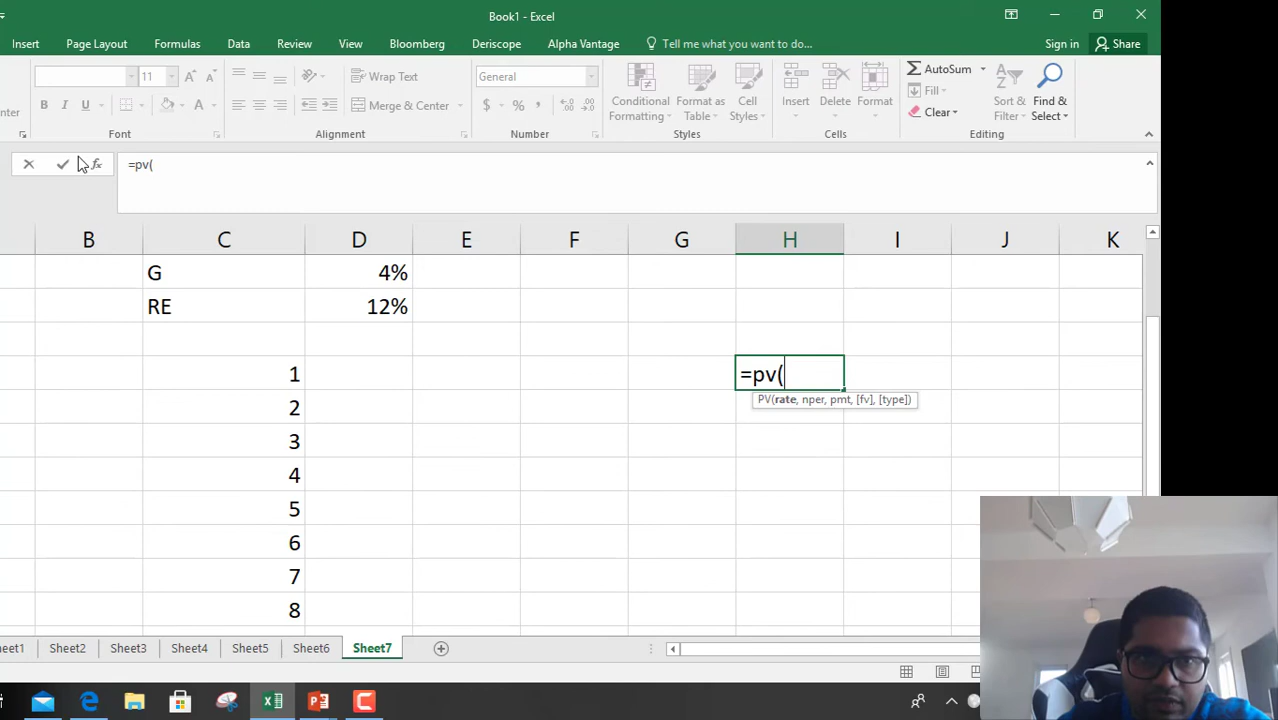 Book1 - Excel
Insert Page Layout Formulas Data Review View Bloomberg Deriscope Alpha Vantage Tell me what you want to do... Sign in Share
11 Wrap Text General Conditional Formatting Format as Table Cell Styles Insert Delete Format AutoSum Fill Clear Sort & Filter Find & Select
B I U A Merge & Center $ % ,
Font Alignment Number Styles Cells Editing
fx =pv(
B C D E F G H I J K
G 4%
RE 12%
1 =pv(
PV(rate, nper, pmt, [fv], [type])
2
3
4
5
6
7
8
Sheet2 Sheet3 Sheet4 Sheet5 Sheet6 Sheet7